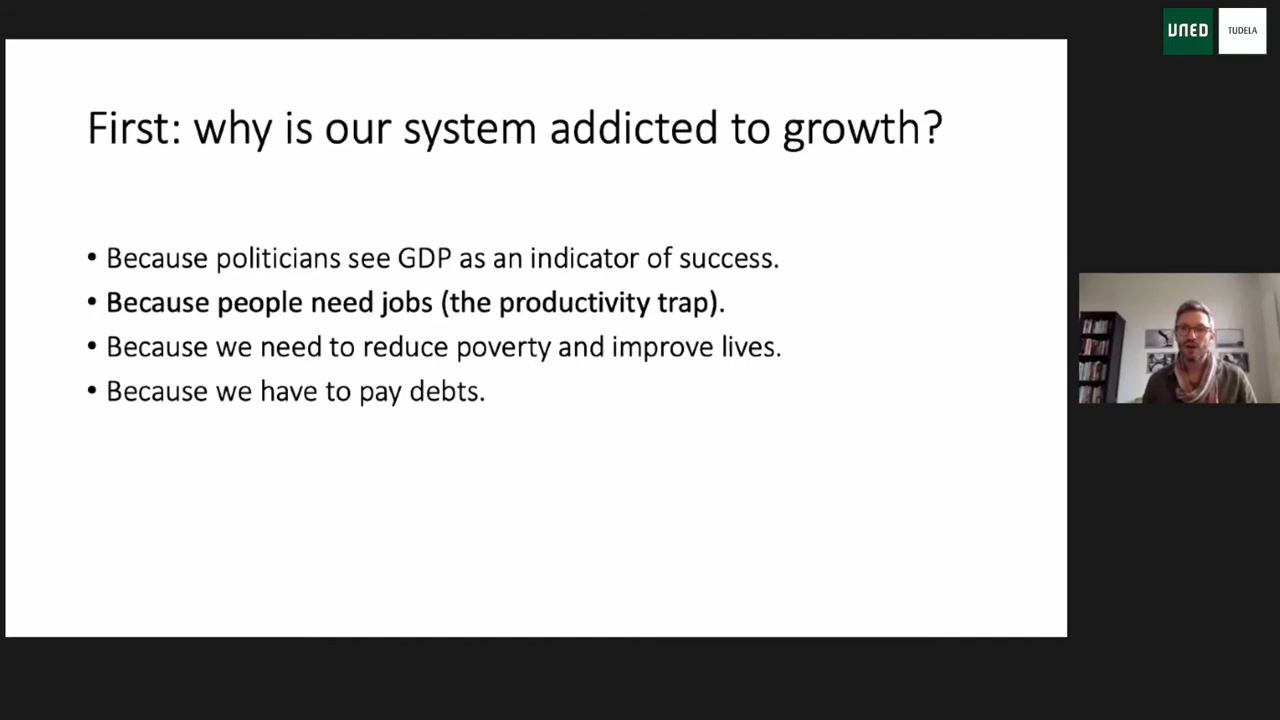 UNED
TUDELA
First: why is our system addicted to growth?
• Because politicians see GDP as an indicator of success.
• Because people need jobs (the productivity trap).
• Because we need to reduce poverty and improve lives.
• Because we have to pay debts.